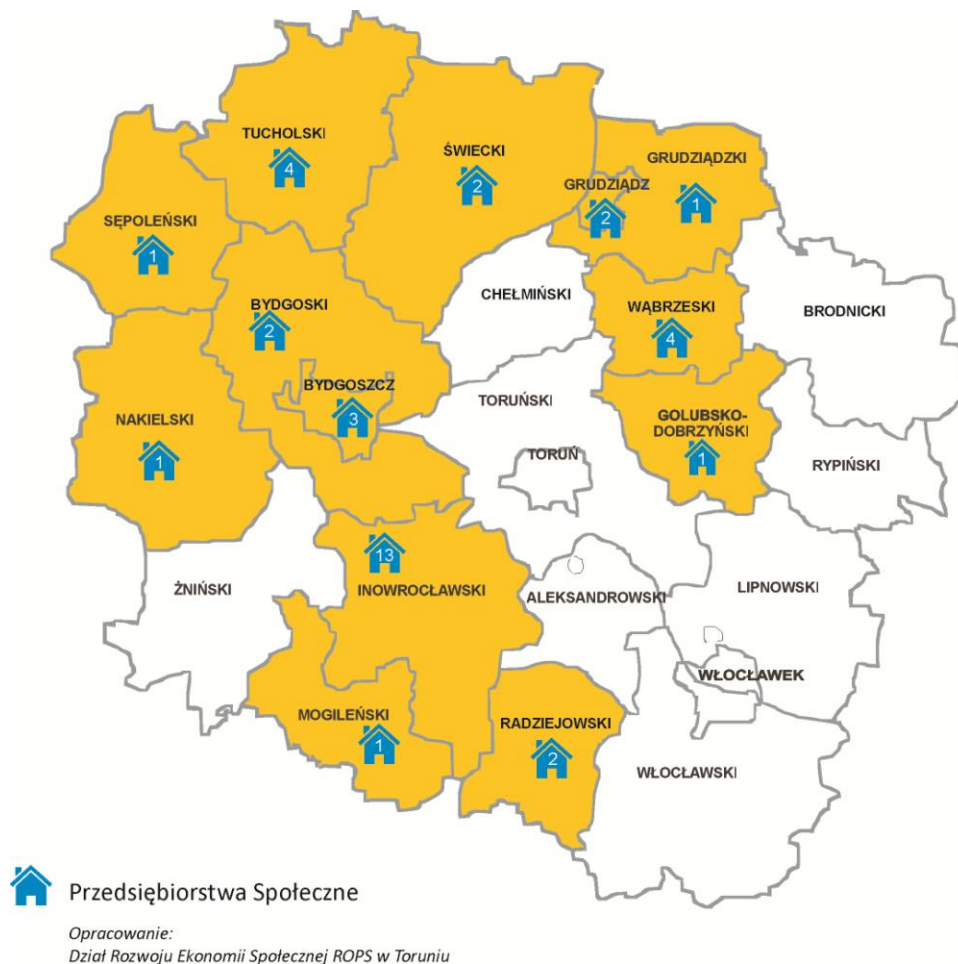 TUCHOLSKI
4
ŚWIECKI
2
GRUDZIĄDZKI
1
GRUDZIĄDZ
2
SĘPOLEŃSKI
1
BYDGOSKI
2
CHEŁMIŃSKI
WĄBRZESKI
4
BRODNICKI
BYDGOSZCZ
3
NAKIELSKI
1
TORUŃSKI
TORUŃ
GOLUBSKO-
DOBRZYŃSKI
1
RYPIŃSKI
13
INOWROCŁAWSKI
ŻNIŃSKI
ALEKSANDROWSKI
LIPNOWSKI
WŁOCŁAWEK
MOGILEŃSKI
1
RADZIEJOWSKI
2
WŁOCŁAWSKI
Przedsiębiorstwa Społeczne
Opracowanie:
Dział Rozwoju Ekonomii Społecznej ROPS w Toruniu